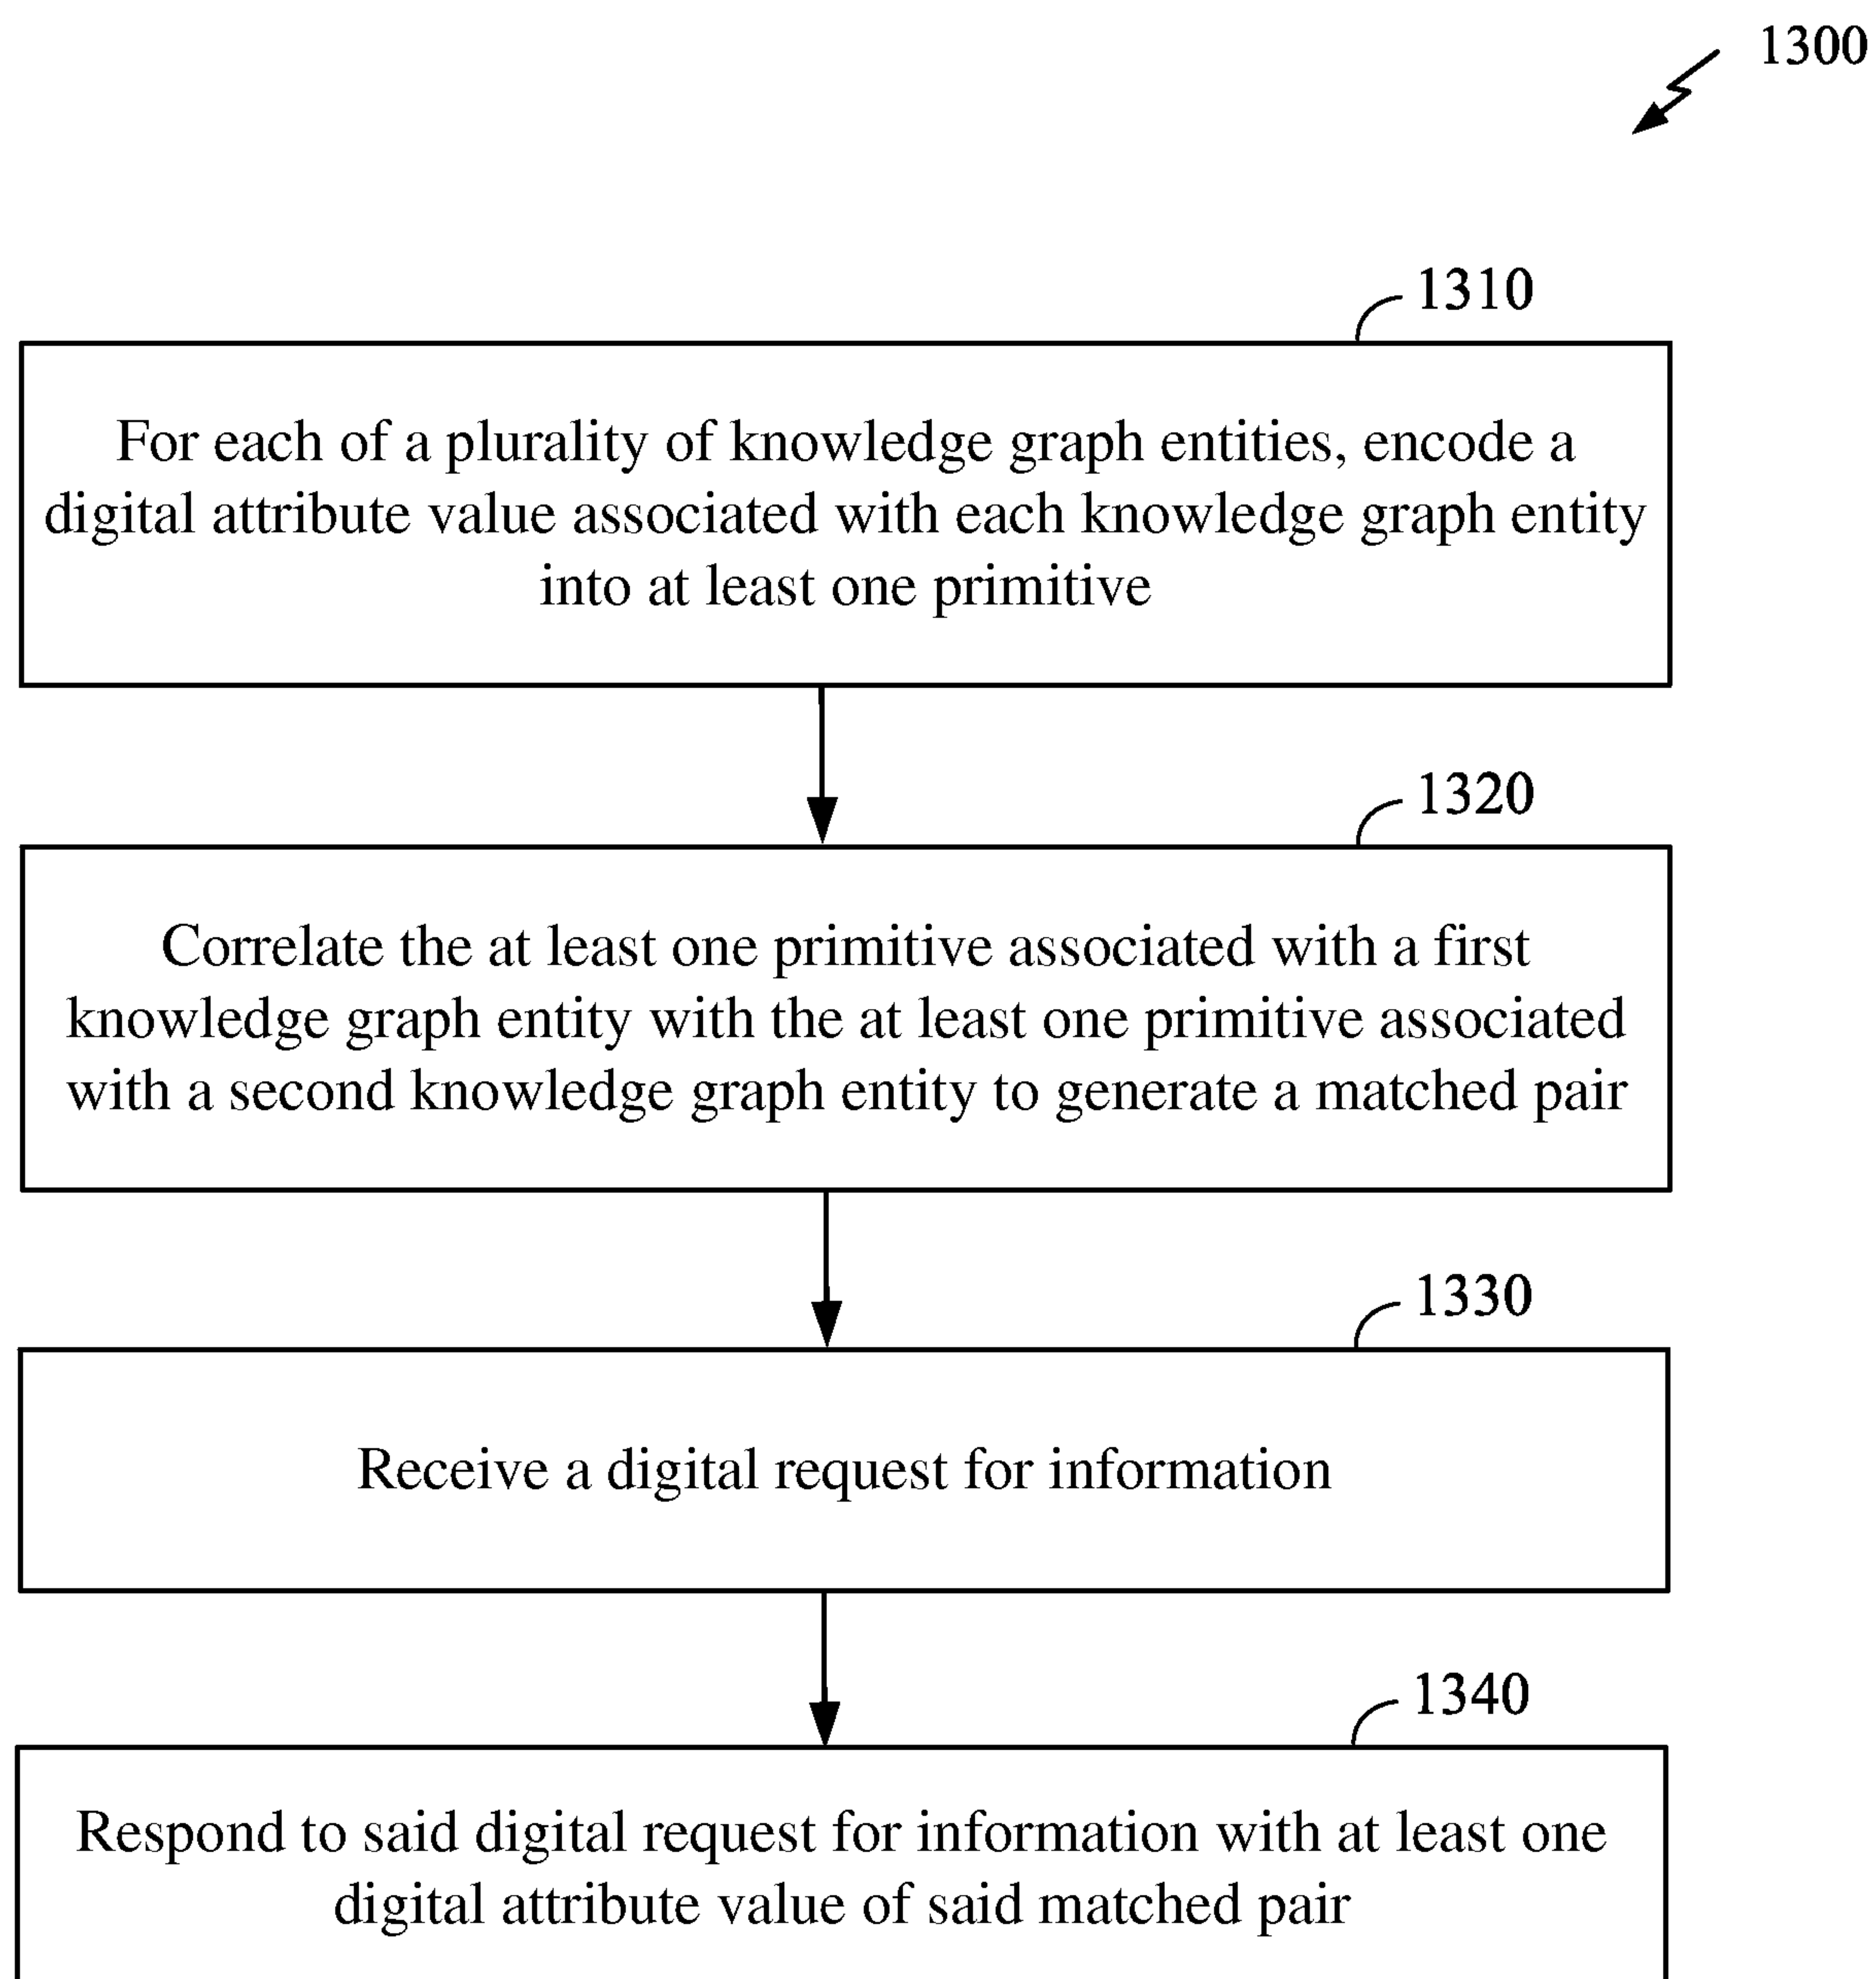 1300
1310
For each of a plurality of knowledge graph entities, encode a
digital attribute value associated with each knowledge graph entity
into at least one primitive
1320
Correlate the at least one primitive associated with a first
knowledge graph entity with the at least one primitive associated
with a second knowledge graph entity to generate a matched pair
1330
Receive a digital request for information
1340
Respond to said digital request for information with at least one
digital attribute value of said matched pair